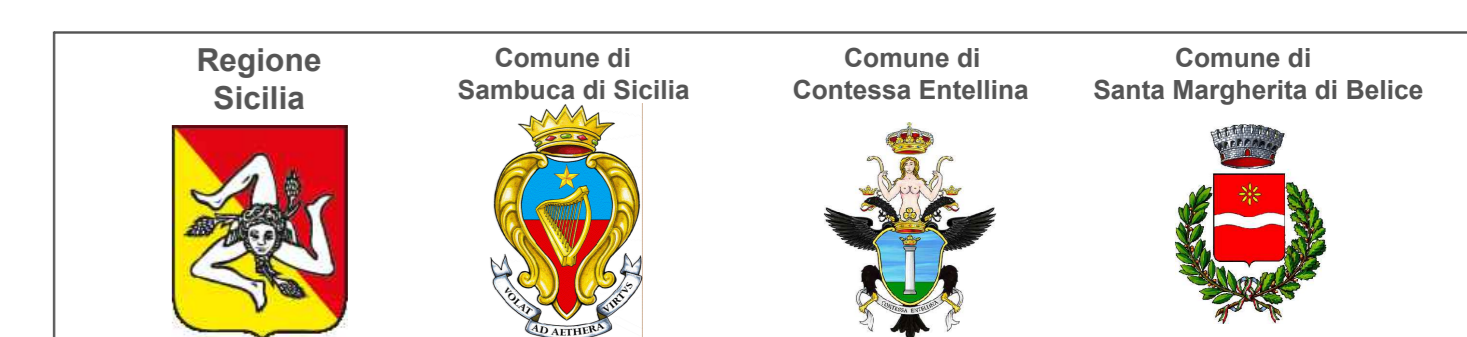 Regione
Sicilia
Comune di
Sambuca di Sicilia
Comune di
Contessa Entellina
Comune di
Santa Margherita di Belice
VOLAT
AD AETHERA
VIRTVS
CONTESSA ENTELLINA